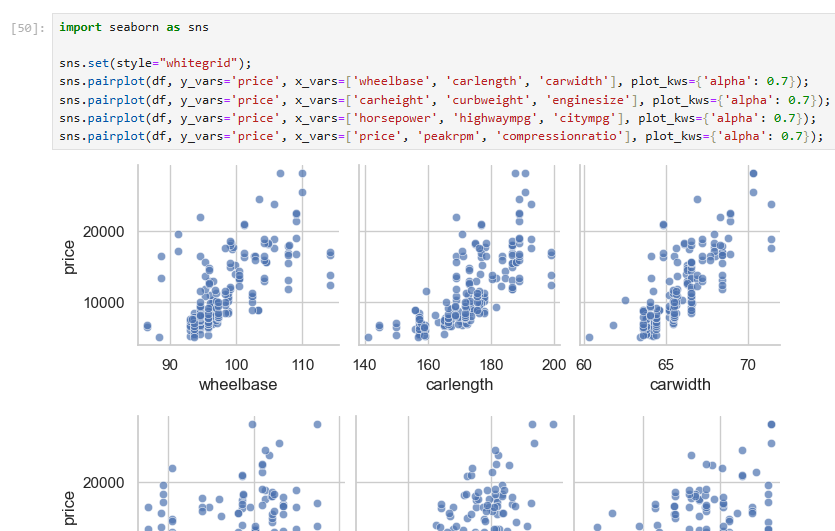 [50]: import seaborn as sns
sns.set(style="whitegrid");
sns.pairplot(df, y_vars='price', x_vars=['wheelbase', 'carlength', 'carwidth'], plot_kws={'alpha': 0.7});
sns.pairplot(df, y_vars='price', x_vars=['carheight', 'curbweight', 'enginesize'], plot_kws={'alpha': 0.7});
sns.pairplot(df, y_vars='price', x_vars=['horsepower', 'highwaympg', 'citympg'], plot_kws={'alpha': 0.7});
sns.pairplot(df, y_vars='price', x_vars=['price', 'peakrpm', 'compressionratio'], plot_kws={'alpha': 0.7});
20000
price
10000
90 100 110 140 160 180 200 60 65 70
wheelbase carlength carwidth
20000
price